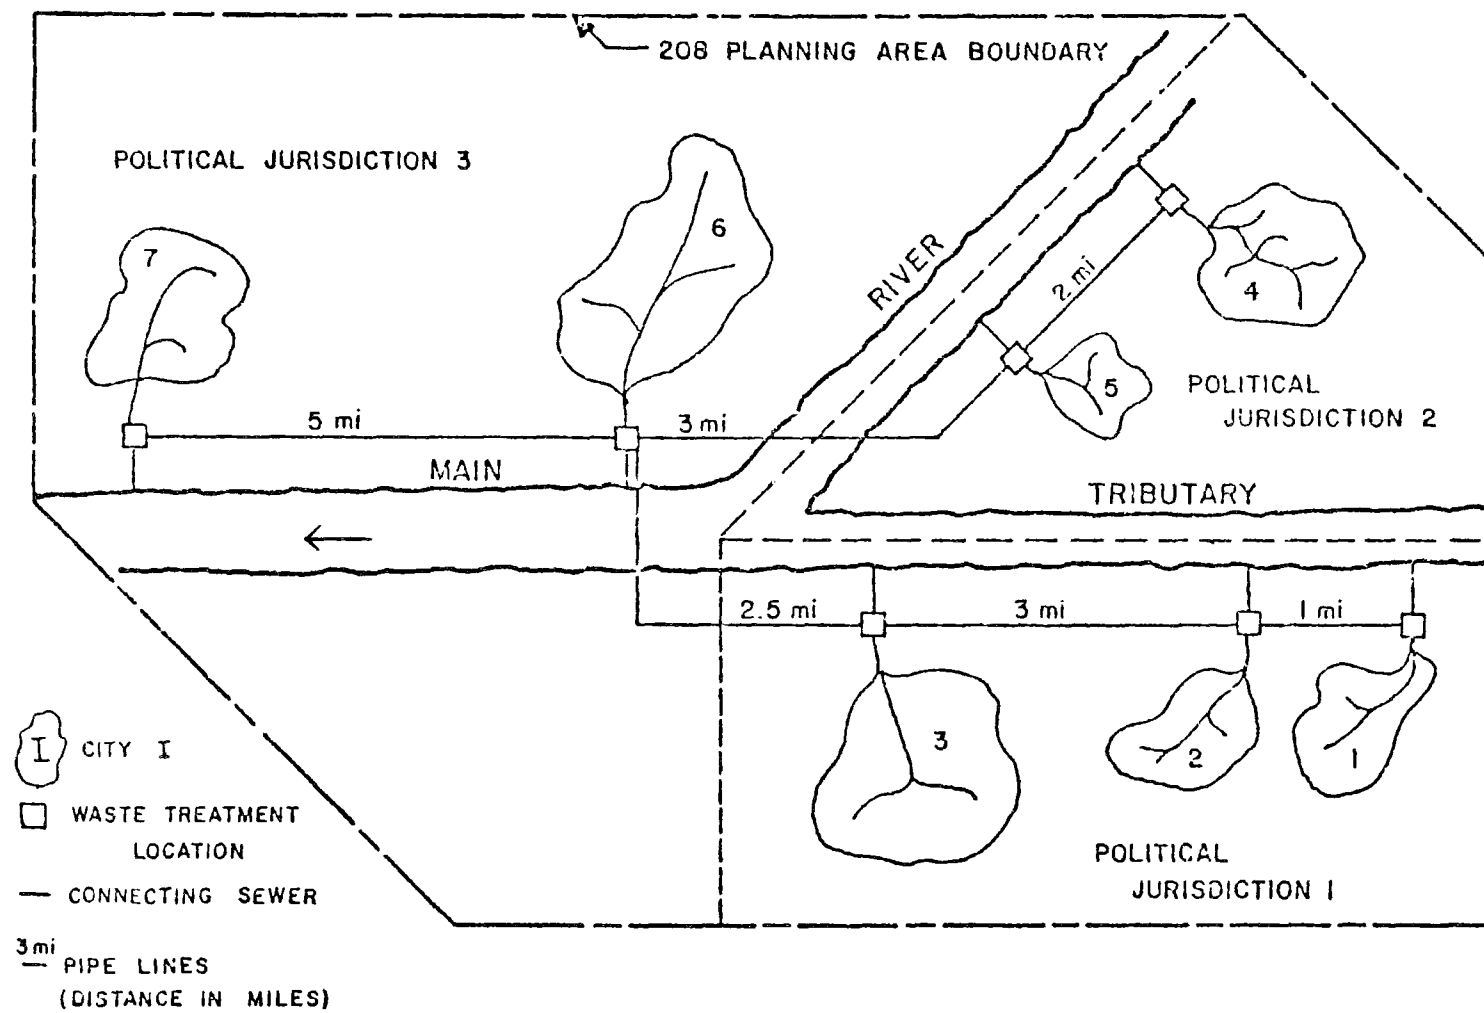 208 PLANNING AREA BOUNDARY
POLITICAL JURISDICTION 3
7
6
RIVER
2 mi
4
5
POLITICAL
JURISDICTION 2
5 mi
3 mi
MAIN
TRIBUTARY
2.5 mi
3 mi
1 mi
3
2
1
POLITICAL
JURISDICTION 1
I CITY I
WASTE TREATMENT
LOCATION
CONNECTING SEWER
3 mi
PIPE LINES
(DISTANCE IN MILES)